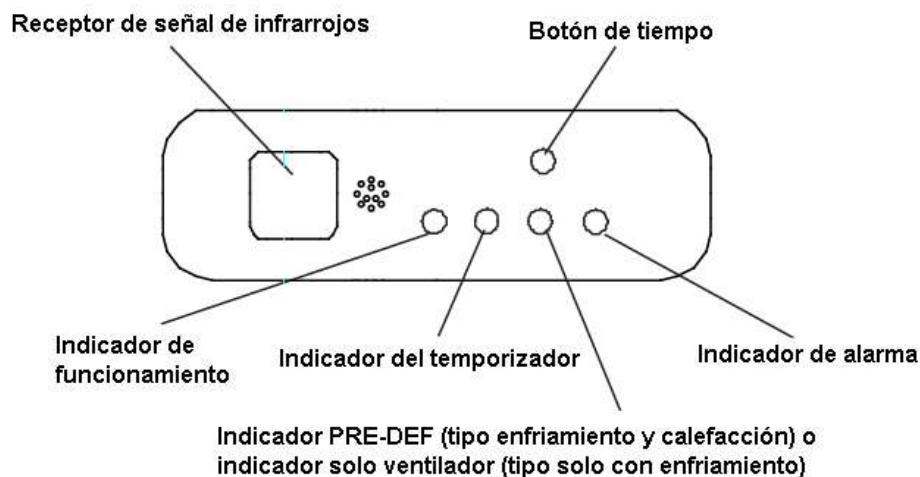 Receptor de señal de infrarrojos
Botón de tiempo
Indicador de
funcionamiento
Indicador del temporizador
Indicador de alarma
Indicador PRE-DEF (tipo enfriamiento y calefacción) o
indicador solo ventilador (tipo solo con enfriamiento)